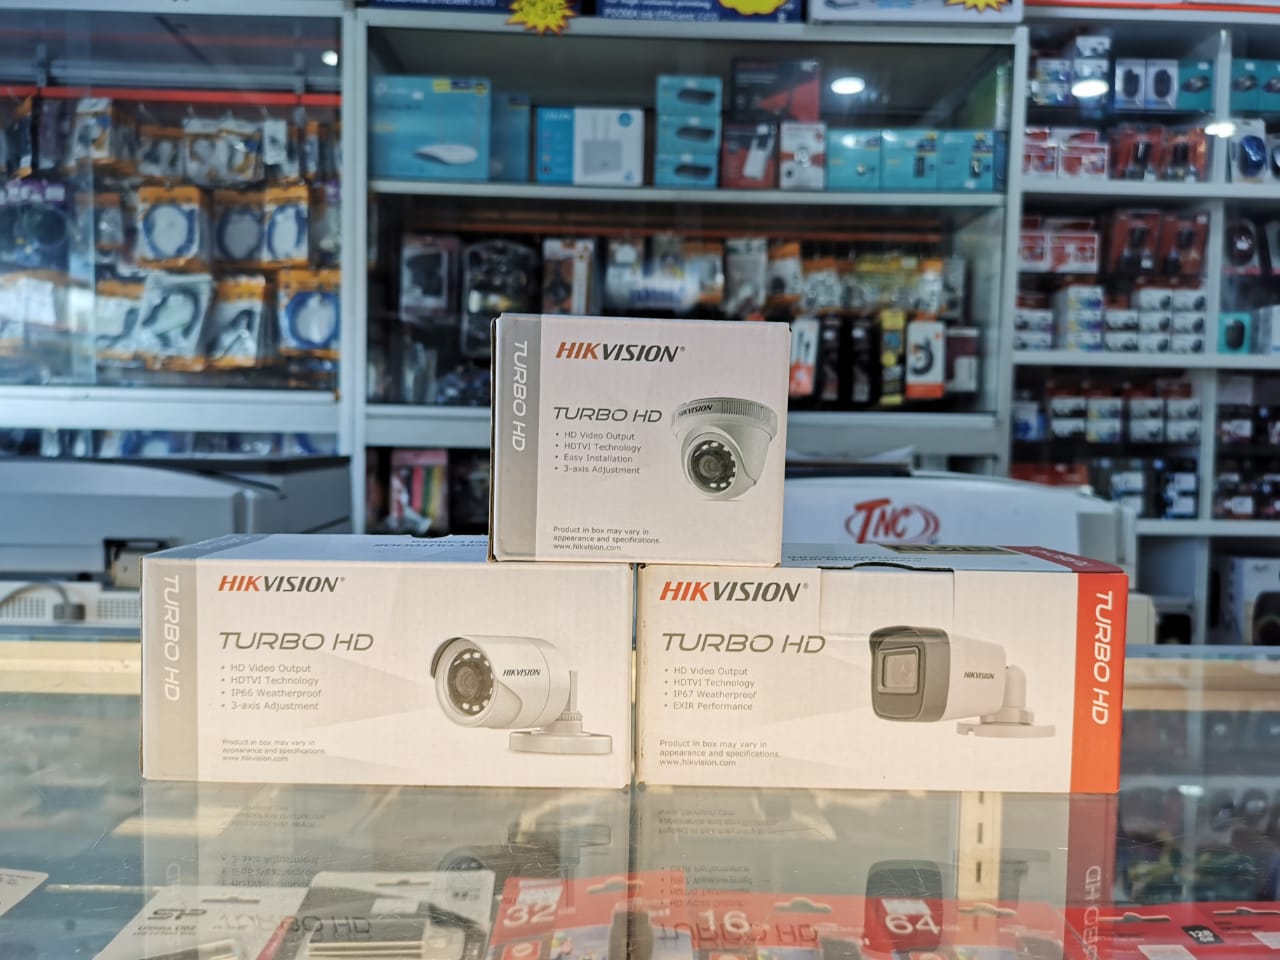 HIKVISION®
TURBO HD
TURBO HD
• HD Video Output
• HDTVI Technology
• Easy Installation
• 3-axis Adjustment
Product in box may vary in
appearance and specifications.
www.hikvision.com
HIKVISION
TNC
HIKVISION®
TURBO HD
TURBO HD
• HD Video Output
• HDTVI Technology
• IP66 Weatherproof
• 3-axis Adjustment
Product in box may vary in
appearance and specifications.
www.hikvision.com
HIKVISION
HIKVISION®
TURBO HD
• HD Video Output
• HDTVI Technology
• IP67 Weatherproof
• EXIR Performance
Product in box may vary in
appearance and specifications.
www.hikvision.com
HIKVISION
TURBO HD
32
16
64
128